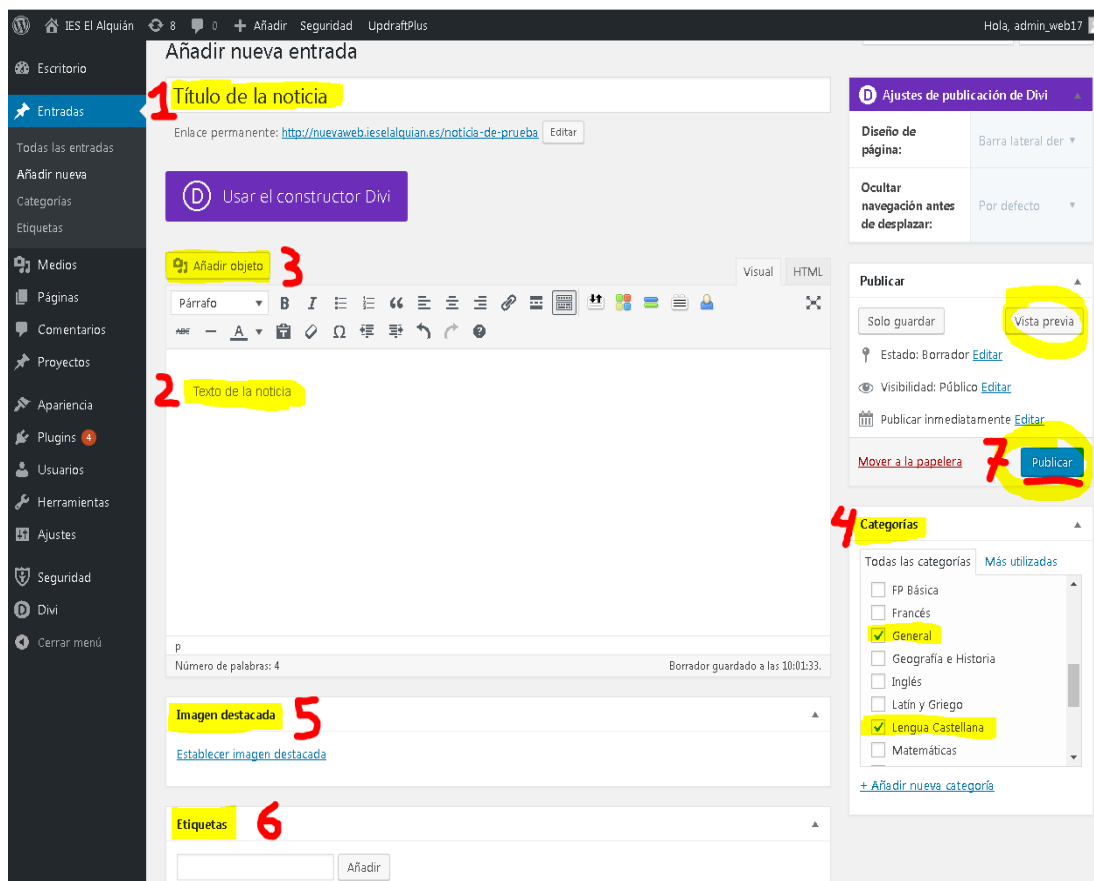 IES El Alquián 8 0 + Añadir Seguridad UpdraftPlus Hola, admin_web17
Escritorio
Entradas
Todas las entradas
Añadir nueva
Categorías
Etiquetas
Medios
Páginas
Comentarios
Proyectos
Apariencia
Plugins 4
Usuarios
Herramientas
Ajustes
Seguridad
Divi
Cerrar menú
Añadir nueva entrada
1 Título de la noticia
Enlace permanente: http://nuevaweb.ieselalquian.es/noticia-de-prueba Editar
D Usar el constructor Divi
Añadir objeto 3
Visual HTML
Párrafo B I
ABC A Ω
2 Texto de la noticia
p
Número de palabras: 4 Borrador guardado a las 10:01:33.
Imagen destacada 5
Establecer imagen destacada
Etiquetas 6
Añadir
D Ajustes de publicación de Divi
Diseño de
página:
Barra lateral der
Ocultar
navegación antes
de desplazar:
Por defecto
Publicar
Solo guardar Vista previa
Estado: Borrador Editar
Visibilidad: Público Editar
Publicar inmediatamente Editar
Mover a la papelera 7 Publicar
4 Categorías
Todas las categorías Más utilizadas
FP Básica
Francés
General
Geografía e Historia
Inglés
Latín y Griego
Lengua Castellana
Matemáticas
+ Añadir nueva categoría